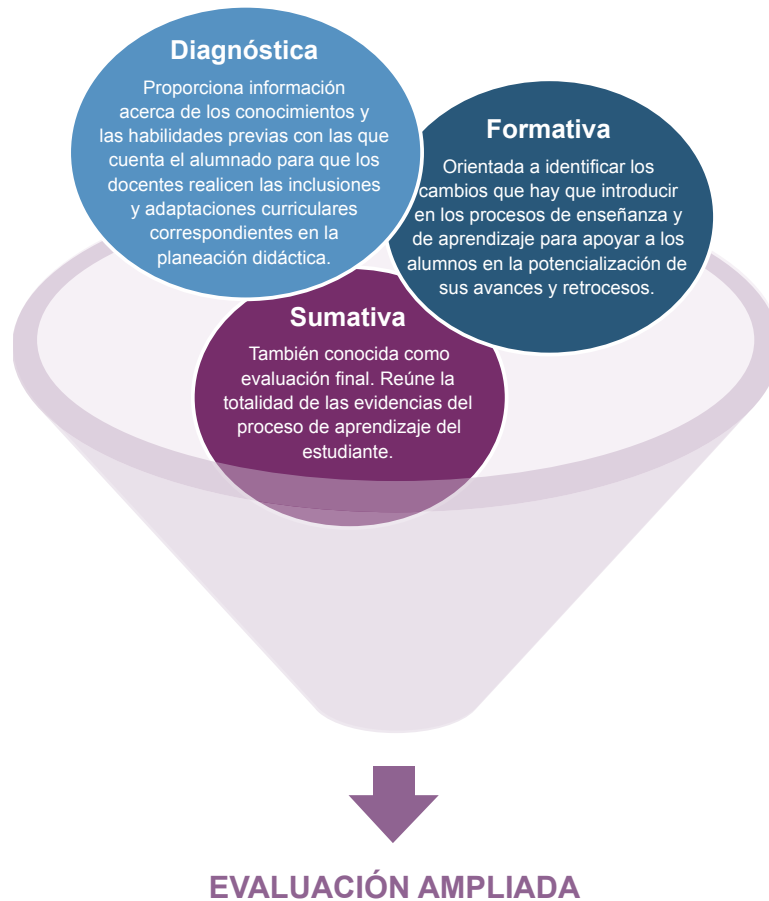 Diagnóstica
Proporciona información
acerca de los conocimientos y
las habilidades previas con las que
cuenta el alumnado para que los
docentes realicen las inclusiones
y adaptaciones curriculares
correspondientes en la
planeación didáctica.
Formativa
Orientada a identificar los
cambios que hay que introducir
en los procesos de enseñanza y
de aprendizaje para apoyar a los
alumnos en la potencialización de
sus avances y retrocesos.
Sumativa
También conocida como
evaluación final. Reúne la
totalidad de las evidencias del
proceso de aprendizaje del
estudiante.
EVALUACIÓN AMPLIADA